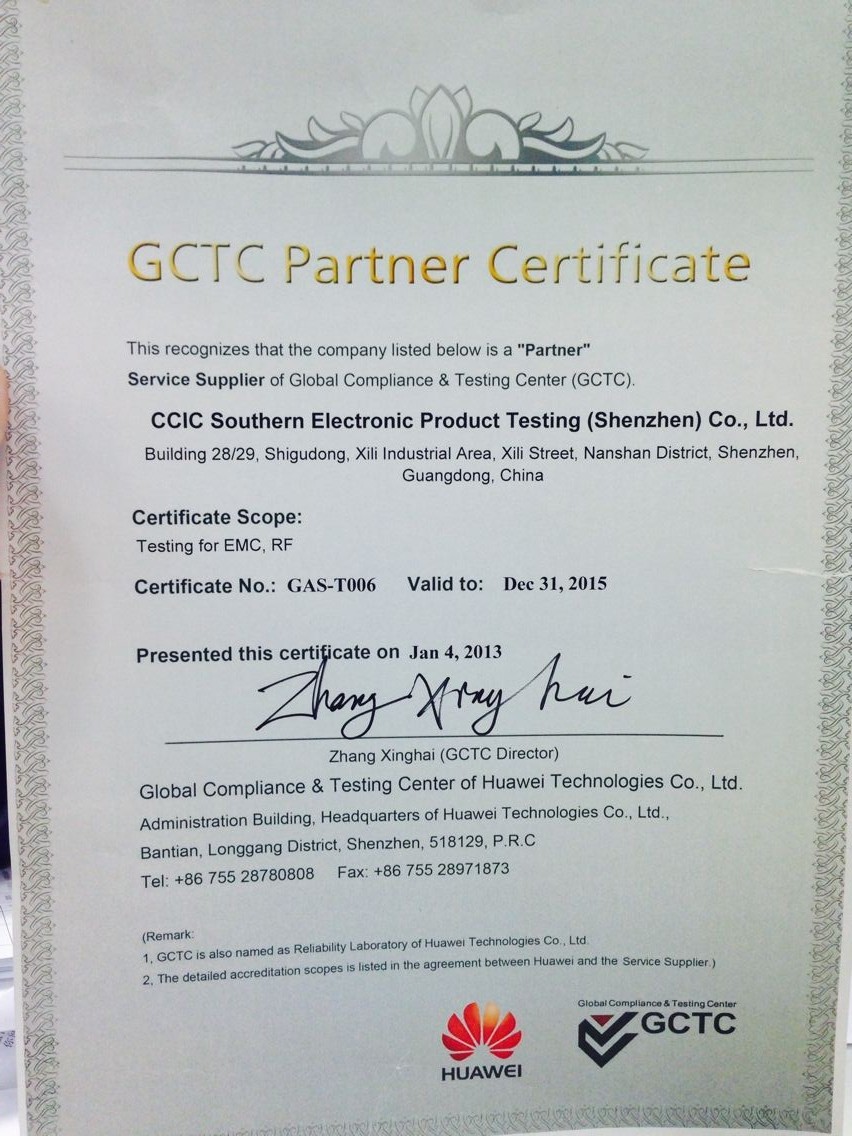 GCTC Partner Certificate
This recognizes that the company listed below is a "Partner"
Service Supplier of Global Compliance & Testing Center (GCTC).
CCIC Southern Electronic Product Testing (Shenzhen) Co., Ltd.
Building 28/29, Shigudong, Xili Industrial Area, Xili Street, Nanshan District, Shenzhen,
Guangdong, China
Certificate Scope:
Testing for EMC, RF
Certificate No.: GAS-T006 Valid to: Dec 31, 2015
Presented this certificate on Jan 4, 2013
Zhang Xinghai
Zhang Xinghai (GCTC Director)
Global Compliance & Testing Center of Huawei Technologies Co., Ltd.
Administration Building, Headquarters of Huawei Technologies Co., Ltd.,
Bantian, Longgang District, Shenzhen, 518129, P.R.C
Tel: +86 755 28780808 Fax: +86 755 28971873
(Remark:
1, GCTC is also named as Reliability Laboratory of Huawei Technologies Co., Ltd.
2, The detailed accreditation scopes is listed in the agreement between Huawei and the Service Supplier.)
Global Compliance & Testing Center
GCTC
HUAWEI